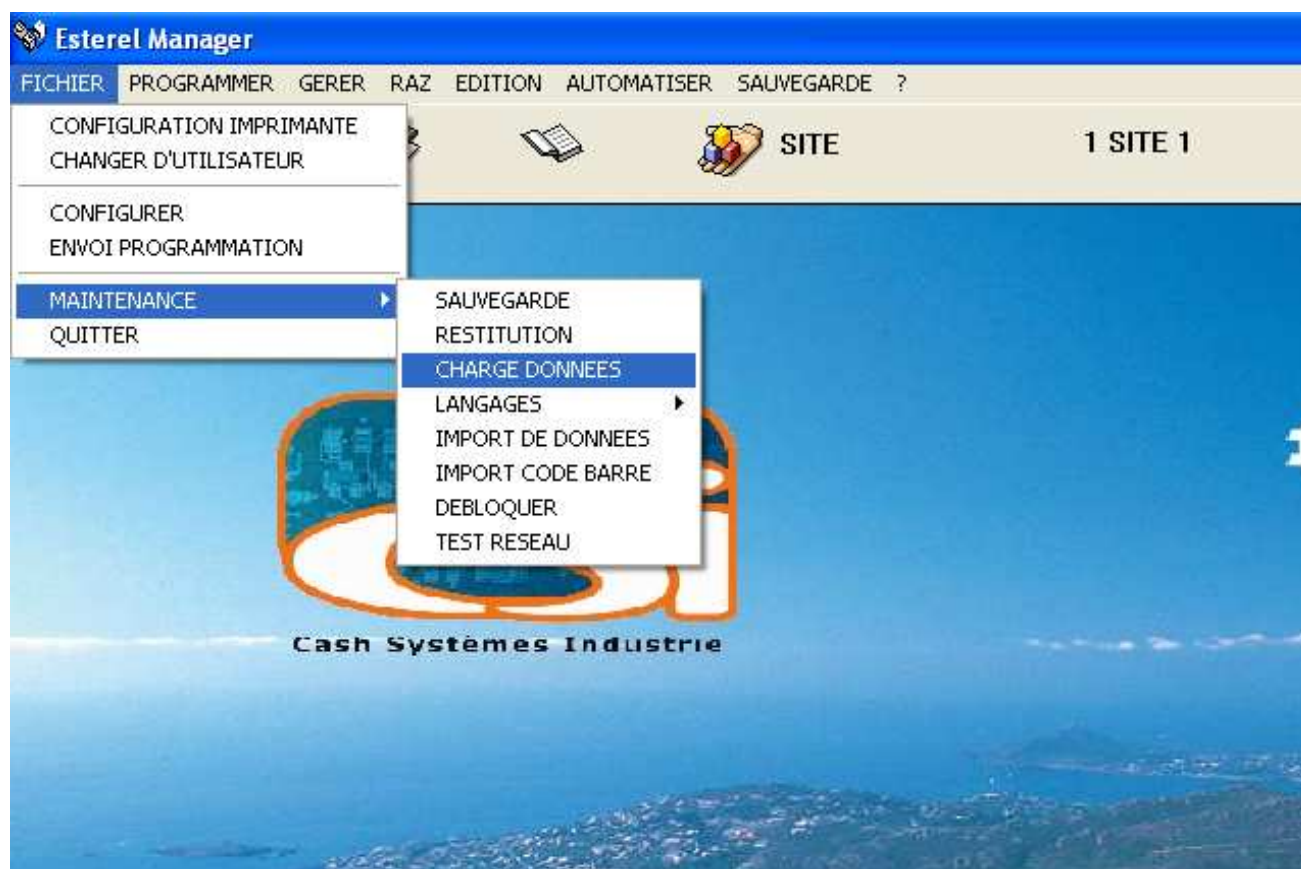 Esterel Manager
FICHIER PROGRAMMER GERER RAZ EDITION AUTOMATISER SAUVEGARDE ?
CONFIGURATION IMPRIMANTE
CHANGER D'UTILISATEUR
SITE 1 SITE 1
CONFIGURER
ENVOI PROGRAMMATION
MAINTENANCE
QUITTER
SAUVEGARDE
RESTITUTION
CHARGE DONNEES
LANGAGES
IMPORT DE DONNEES
IMPORT CODE BARRE
DEBLOQUER
TEST RESEAU
Cash Systèmes Industrie